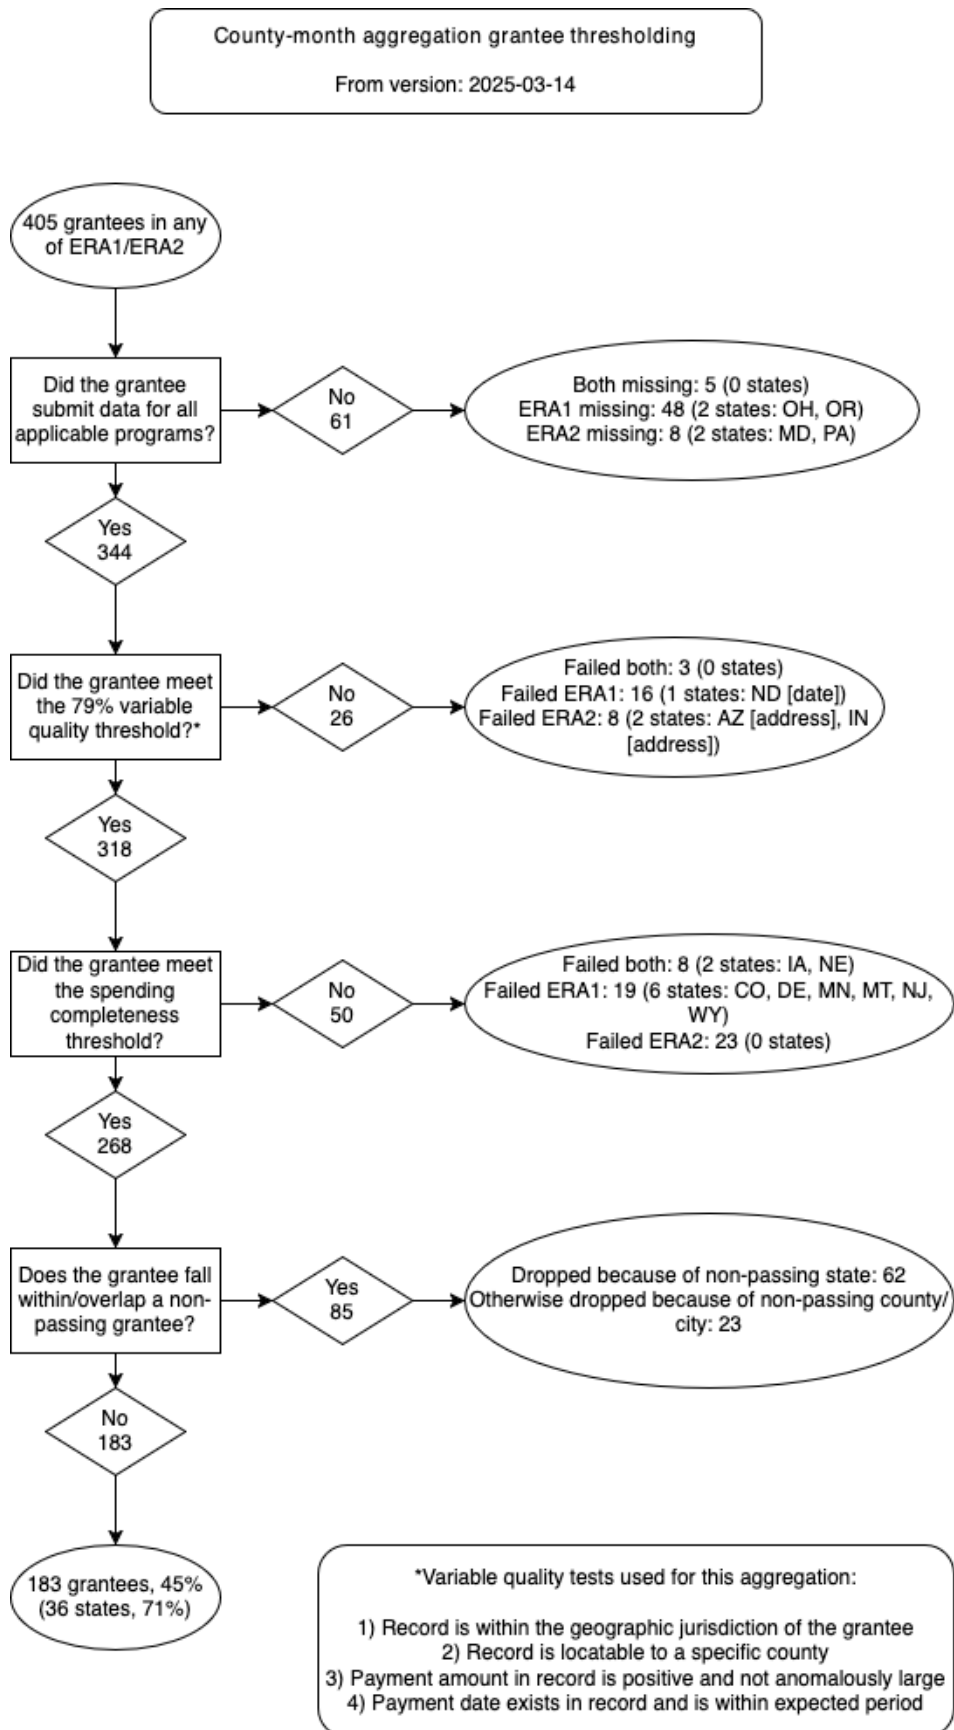 County-month aggregation grantee thresholding
From version: 2025-03-14
405 grantees in any
of ERA1/ERA2
Did the grantee
submit data for all
applicable programs?
No
61
Both missing: 5 (0 states)
ERA1 missing: 48 (2 states: OH, OR)
ERA2 missing: 8 (2 states: MD, PA)
Yes
344
Did the grantee meet
the 79% variable
quality threshold?*
No
26
Failed both: 3 (0 states)
Failed ERA1: 16 (1 states: ND [date])
Failed ERA2: 8 (2 states: AZ [address], IN
[address])
Yes
318
Did the grantee meet
the spending
completeness
threshold?
No
50
Failed both: 8 (2 states: IA, NE)
Failed ERA1: 19 (6 states: CO, DE, MN, MT, NJ,
WY)
Failed ERA2: 23 (0 states)
Yes
268
Does the grantee fall
within/overlap a non-
passing grantee?
Yes
85
Dropped because of non-passing state: 62
Otherwise dropped because of non-passing county/
city: 23
No
183
183 grantees, 45%
(36 states, 71%)
*Variable quality tests used for this aggregation:
1) Record is within the geographic jurisdiction of the grantee
2) Record is locatable to a specific county
3) Payment amount in record is positive and not anomalously large
4) Payment date exists in record and is within expected period